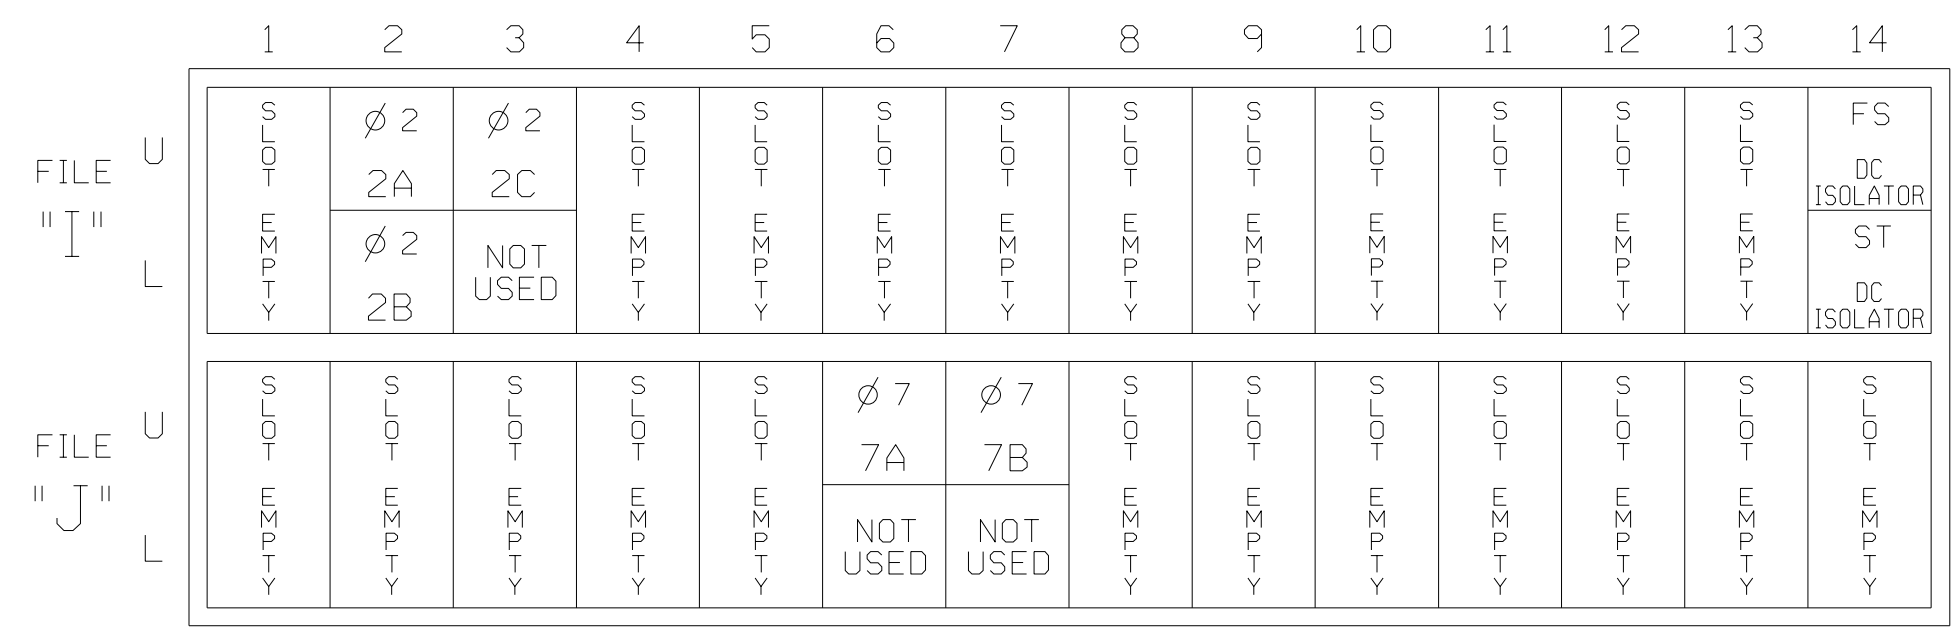 1 2 3 4 5 6 7 8 9 10 11 12 13 14
FILE "I"
U
L
SLOT EMPTY
Ø 2
2A
Ø 2
2B
Ø 2
2C
NOT
USED
SLOT EMPTY
SLOT EMPTY
SLOT EMPTY
SLOT EMPTY
SLOT EMPTY
SLOT EMPTY
SLOT EMPTY
SLOT EMPTY
SLOT EMPTY
SLOT EMPTY
FS
DC
ISOLATOR
ST
DC
ISOLATOR
FILE "J"
U
L
SLOT EMPTY
SLOT EMPTY
SLOT EMPTY
SLOT EMPTY
SLOT EMPTY
Ø 7
7A
NOT
USED
Ø 7
7B
NOT
USED
SLOT EMPTY
SLOT EMPTY
SLOT EMPTY
SLOT EMPTY
SLOT EMPTY
SLOT EMPTY
SLOT EMPTY